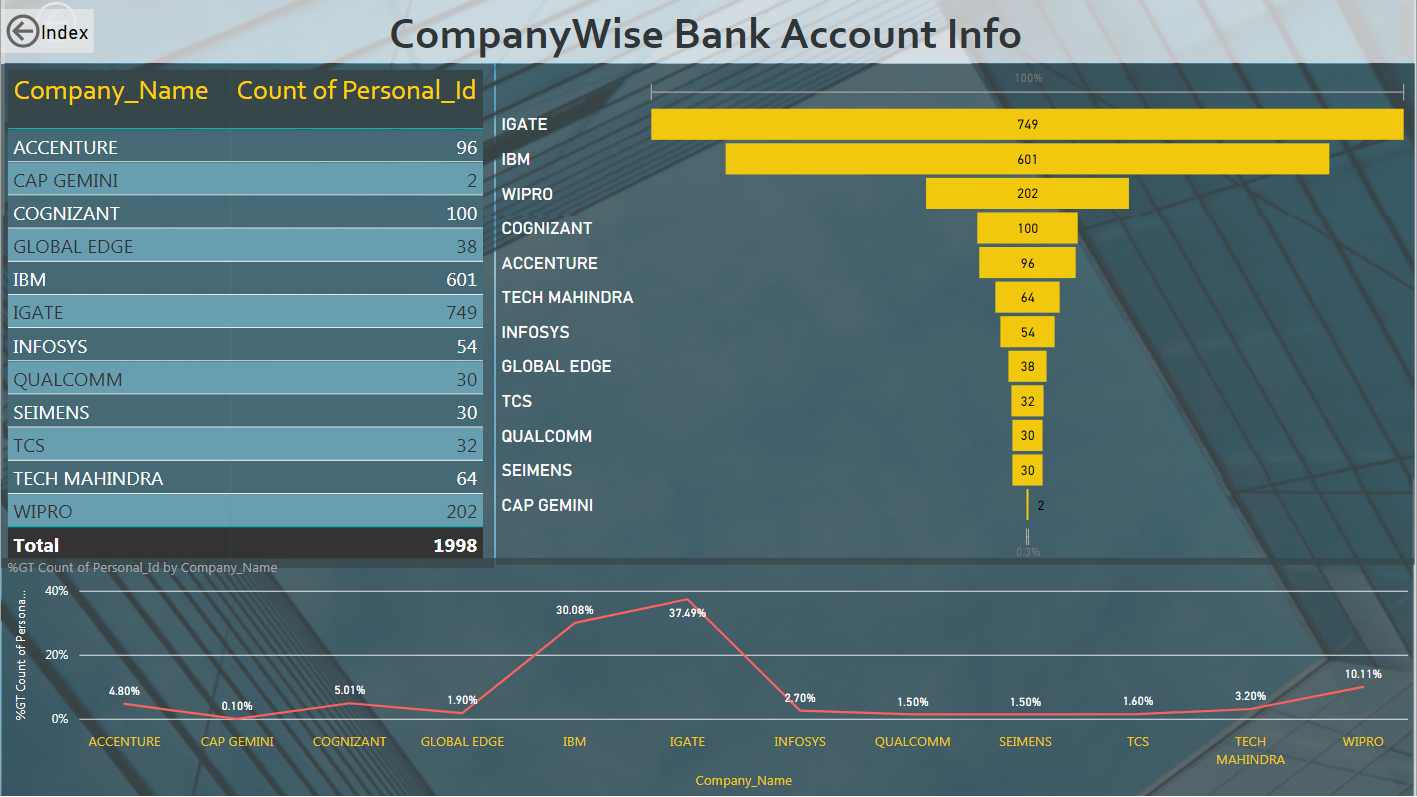 Index
CompanyWise Bank Account Info
Company_Name Count of Personal_Id
ACCENTURE 96
CAP GEMINI 2
COGNIZANT 100
GLOBAL EDGE 38
IBM 601
IGATE 749
INFOSYS 54
QUALCOMM 30
SEIMENS 30
TCS 32
TECH MAHINDRA 64
WIPRO 202
Total 1998
100%
IGATE 749
IBM 601
WIPRO 202
COGNIZANT 100
ACCENTURE 96
TECH MAHINDRA 64
INFOSYS 54
GLOBAL EDGE 38
TCS 32
QUALCOMM 30
SEIMENS 30
CAP GEMINI 2
0.3%
%GT Count of Personal_Id by Company_Name
%GT Count of Persona...
40%
20%
0%
4.80% 0.10% 5.01% 1.90% 30.08% 37.49% 2.70% 1.50% 1.50% 1.60% 3.20% 10.11%
ACCENTURE CAP GEMINI COGNIZANT GLOBAL EDGE IBM IGATE INFOSYS QUALCOMM SEIMENS TCS TECH WIPRO
MAHINDRA
Company_Name